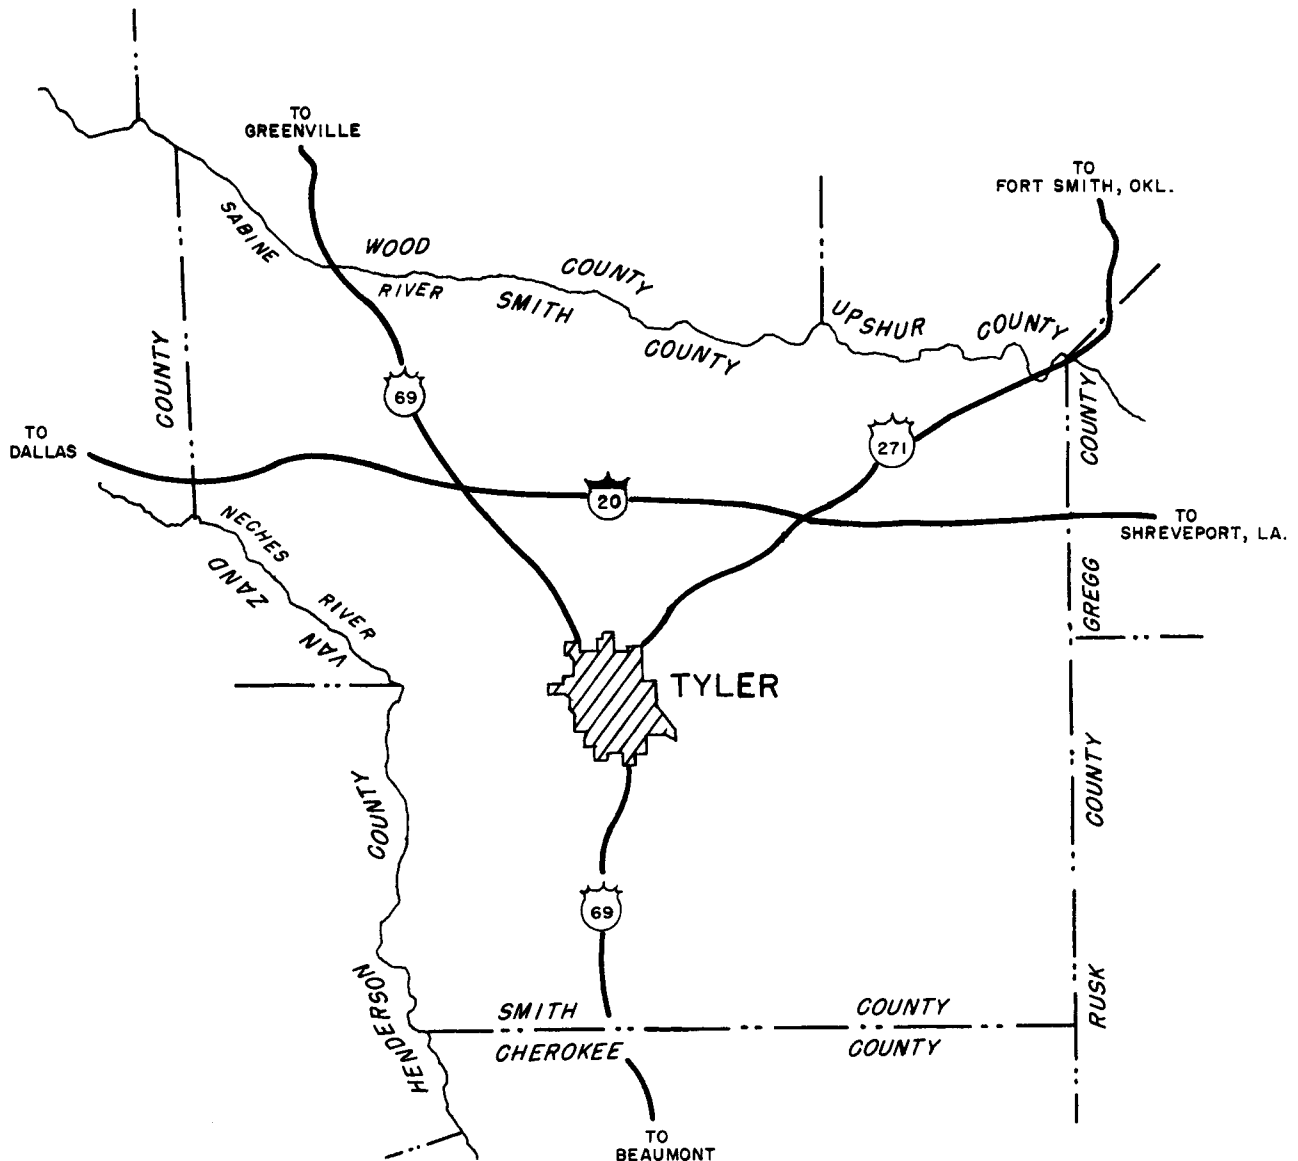 TO
GREENVILLE
TO
FORT SMITH, OKL.
SABINE
RIVER
WOOD
COUNTY
SMITH
COUNTY
UPSHUR
COUNTY
COUNTY
69
271
COUNTY
TO
DALLAS
20
TO
SHREVEPORT, LA.
NECHES
RIVER
VAN
ZAND
GREGG
TYLER
COUNTY
COUNTY
69
HENDERSON
RUSK
SMITH
COUNTY
CHEROKEE
COUNTY
TO
BEAUMONT